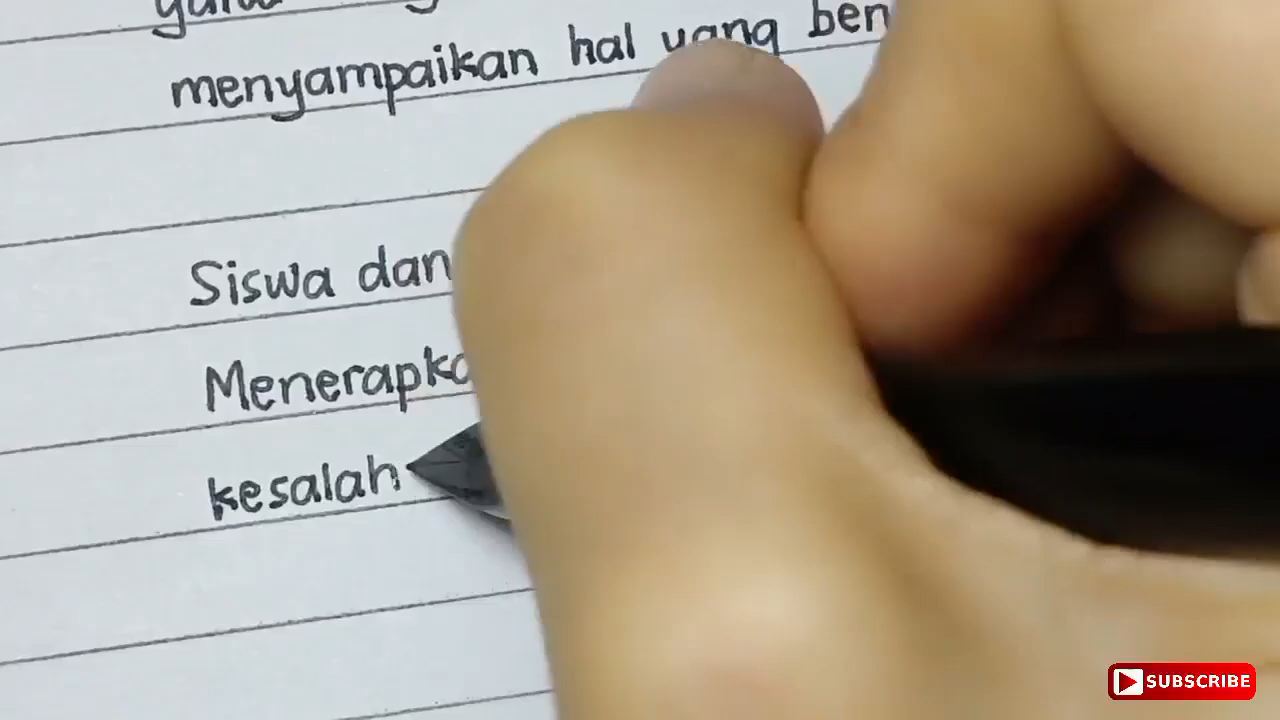 menyampaikan hal yang ben
Siswa dan
Menerapka
kesalah
SUBSCRIBE